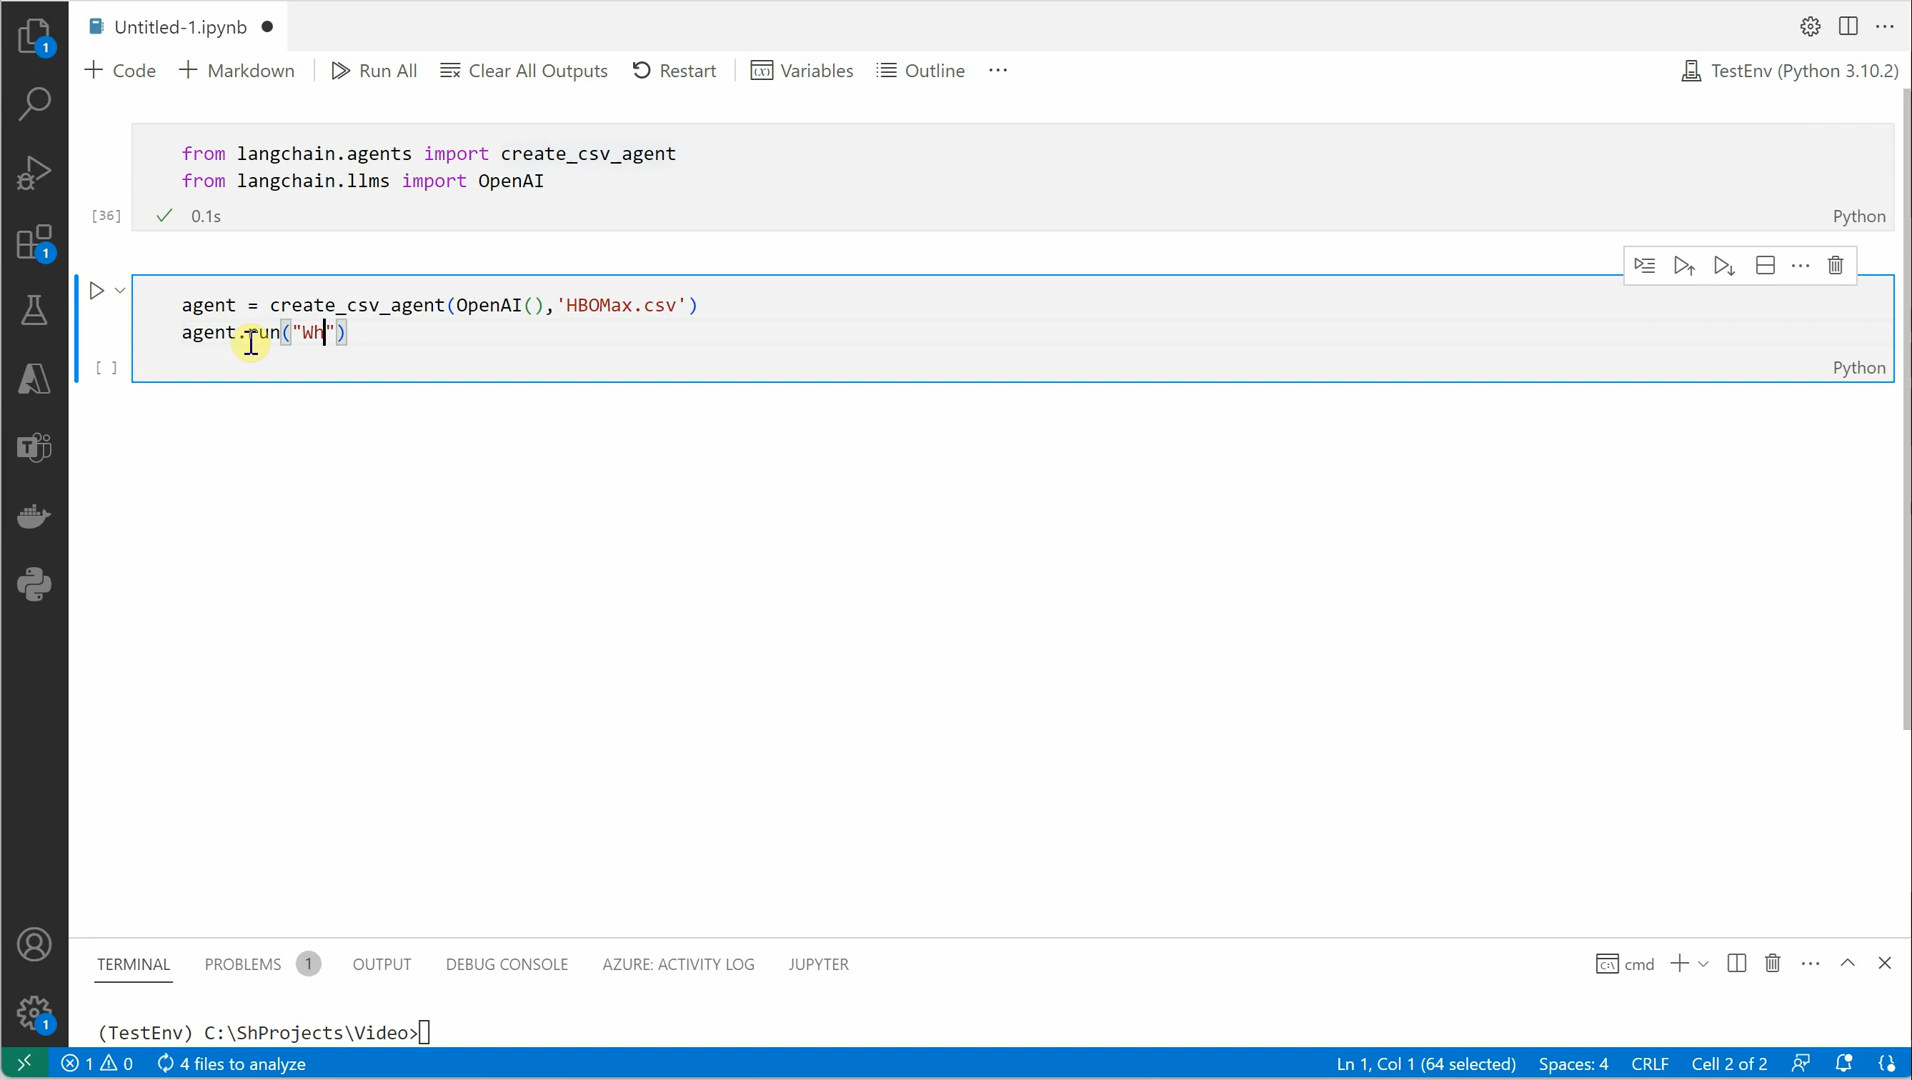 1
Untitled-1.ipynb
Code
Markdown
Run All
Clear All Outputs
Restart
Variables
Outline
TestEnv (Python 3.10.2)
from langchain.agents import create_csv_agent
from langchain.llms import OpenAI
[36]
0.1s
Python
1
agent = create_csv_agent(OpenAI(),'HBOMax.csv')
agent.run("Wh")
[ ]
Python
TERMINAL
PROBLEMS 1
OUTPUT
DEBUG CONSOLE
AZURE: ACTIVITY LOG
JUPYTER
cmd
(TestEnv) C:\ShProjects\Video>
1
1 0
4 files to analyze
Ln 1, Col 1 (64 selected)
Spaces: 4
CRLF
Cell 2 of 2